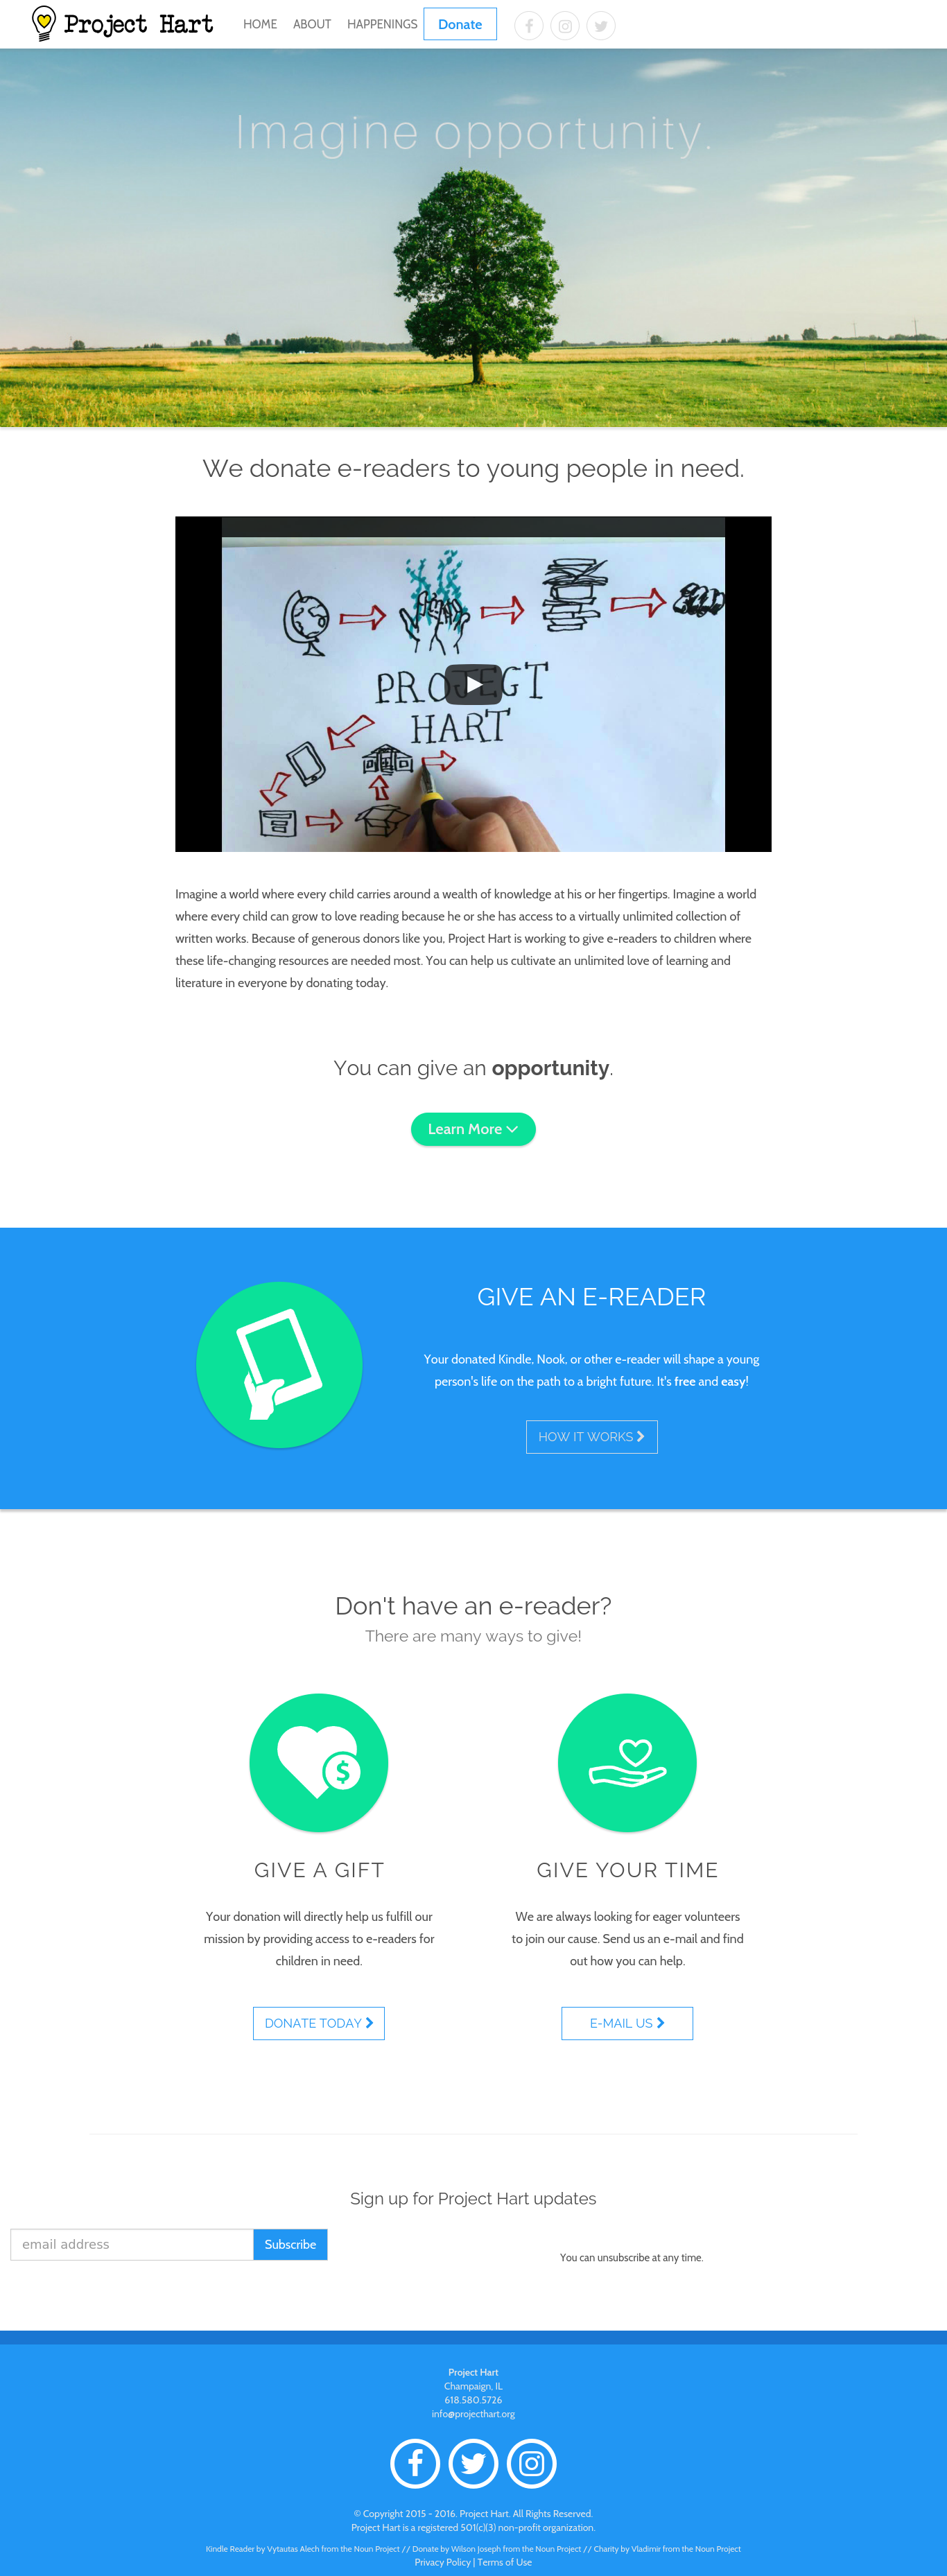 Project Hart
HOME ABOUT HAPPENINGS Donate
Imagine opportunity.
We donate e-readers to young people in need.
PROJECT
HART
Imagine a world where every child carries around a wealth of knowledge at his or her fingertips. Imagine a world
where every child can grow to love reading because he or she has access to a virtually unlimited collection of
written works. Because of generous donors like you, Project Hart is working to give e-readers to children where
these life-changing resources are needed most. You can help us cultivate an unlimited love of learning and
literature in everyone by donating today.
You can give an opportunity.
Learn More
GIVE AN E-READER
Your donated Kindle, Nook, or other e-reader will shape a young
person's life on the path to a bright future. It's free and easy!
HOW IT WORKS
Don't have an e-reader?
There are many ways to give!
$
GIVE A GIFT
Your donation will directly help us fulfill our
mission by providing access to e-readers for
children in need.
DONATE TODAY
GIVE YOUR TIME
We are always looking for eager volunteers
to join our cause. Send us an e-mail and find
out how you can help.
E-MAIL US
Sign up for Project Hart updates
email address
Subscribe
You can unsubscribe at any time.
Project Hart
Champaign, IL
618.580.5726
info@projecthart.org
© Copyright 2015 - 2016. Project Hart. All Rights Reserved.
Project Hart is a registered 501(c)(3) non-profit organization.
Kindle Reader by Vytautas Alech from the Noun Project // Donate by Wilson Joseph from the Noun Project // Charity by Vladimir from the Noun Project
Privacy Policy | Terms of Use